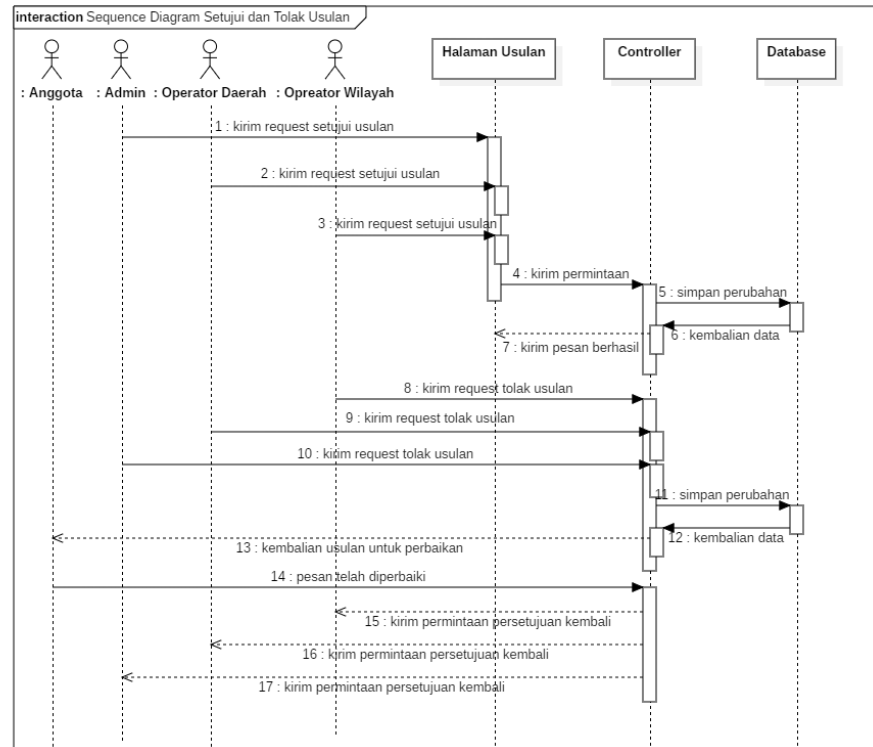 interaction Sequence Diagram Setujui dan Tolak Usulan
Halaman Usulan
Controller
Database
: Anggota
: Admin
: Operator Daerah
: Opreator Wilayah
1 : kirim request setujui usulan
2 : kirim request setujui usulan
3 : kirim request setujui usulan
4 : kirim permintaan
5 : simpan perubahan
6 : kembalian data
7 : kirim pesan berhasil
8 : kirim request tolak usulan
9 : kirim request tolak usulan
10 : kirim request tolak usulan
11 : simpan perubahan
12 : kembalian data
13 : kembalian usulan untuk perbaikan
14 : pesan telah diperbaiki
15 : kirim permintaan persetujuan kembali
16 : kirim permintaan persetujuan kembali
17 : kirim permintaan persetujuan kembali